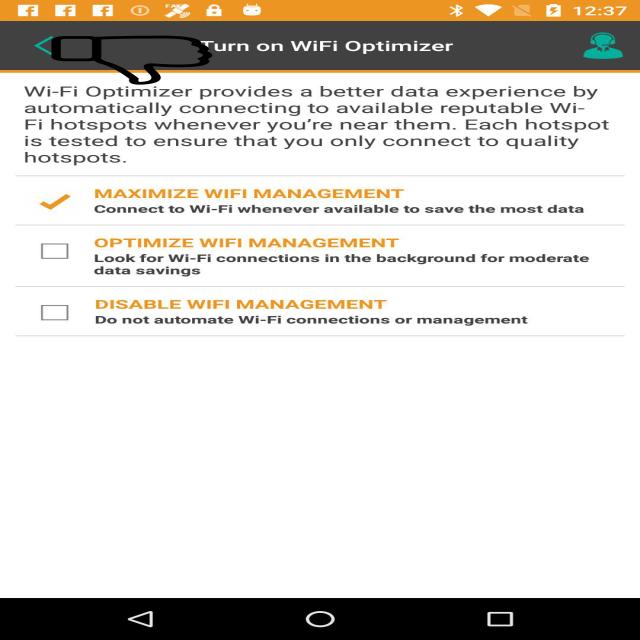 12:37
Turn on WiFi Optimizer
Wi-Fi Optimizer provides a better data experience by
automatically connecting to available reputable Wi-
Fi hotspots whenever you're near them. Each hotspot
is tested to ensure that you only connect to quality
hotspots.
MAXIMIZE WIFI MANAGEMENT
Connect to Wi-Fi whenever available to save the most data
OPTIMIZE WIFI MANAGEMENT
Look for Wi-Fi connections in the background for moderate
data savings
DISABLE WIFI MANAGEMENT
Do not automate Wi-Fi connections or management